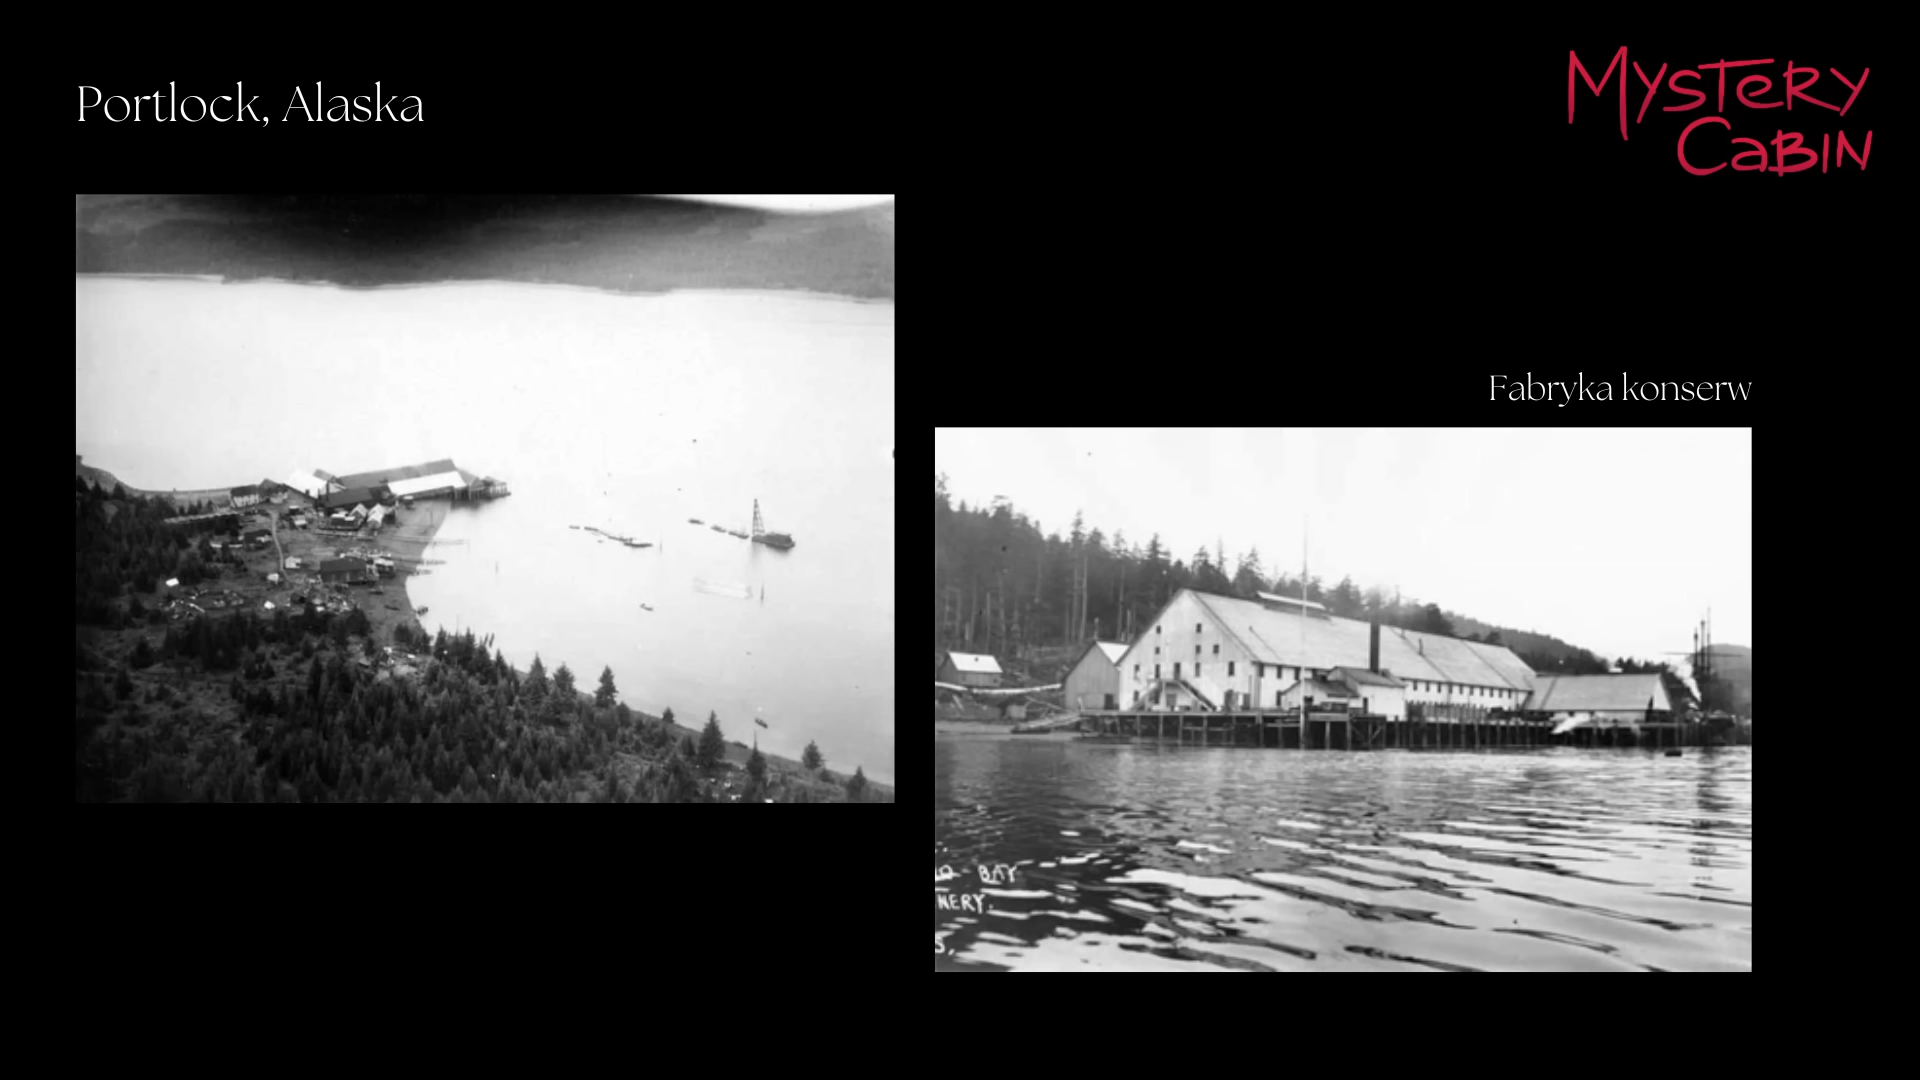 Portlock, Alaska
MYSTERY
CABIN
Fabryka konserw
BAY
NERY.
S,